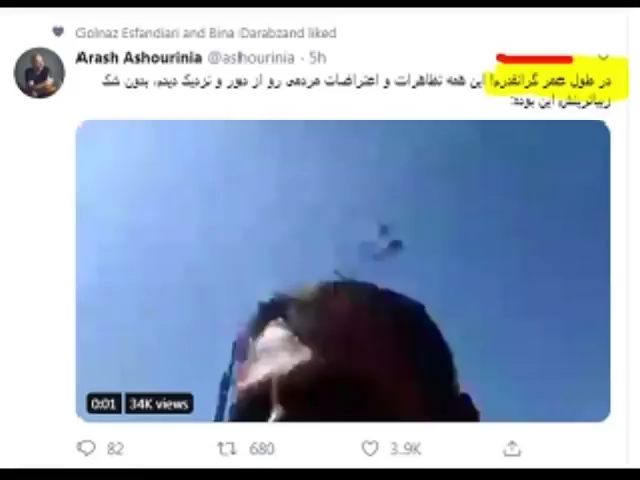 Golnaz Esfandiari and Bina Darabzand liked
Arash Ashourinia @ashourinia · 5h
در طول عمر گرانقدرم! این همه تظاهرات و اعتراضات مردمی رو از دور و نزدیک دیدم، بدون شک
زیباترینش این بوده:
0:01 34K views
82 680 3.9K